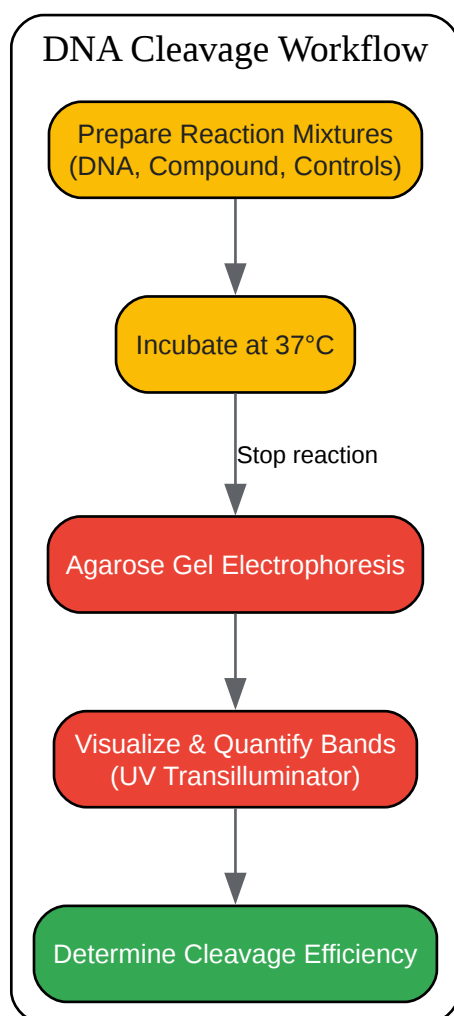 DNA Cleavage Workflow
Prepare Reaction Mixtures
(DNA, Compound, Controls)
Incubate at 37°C
Stop reaction
Agarose Gel Electrophoresis
Visualize & Quantify Bands
(UV Transilluminator)
Determine Cleavage Efficiency